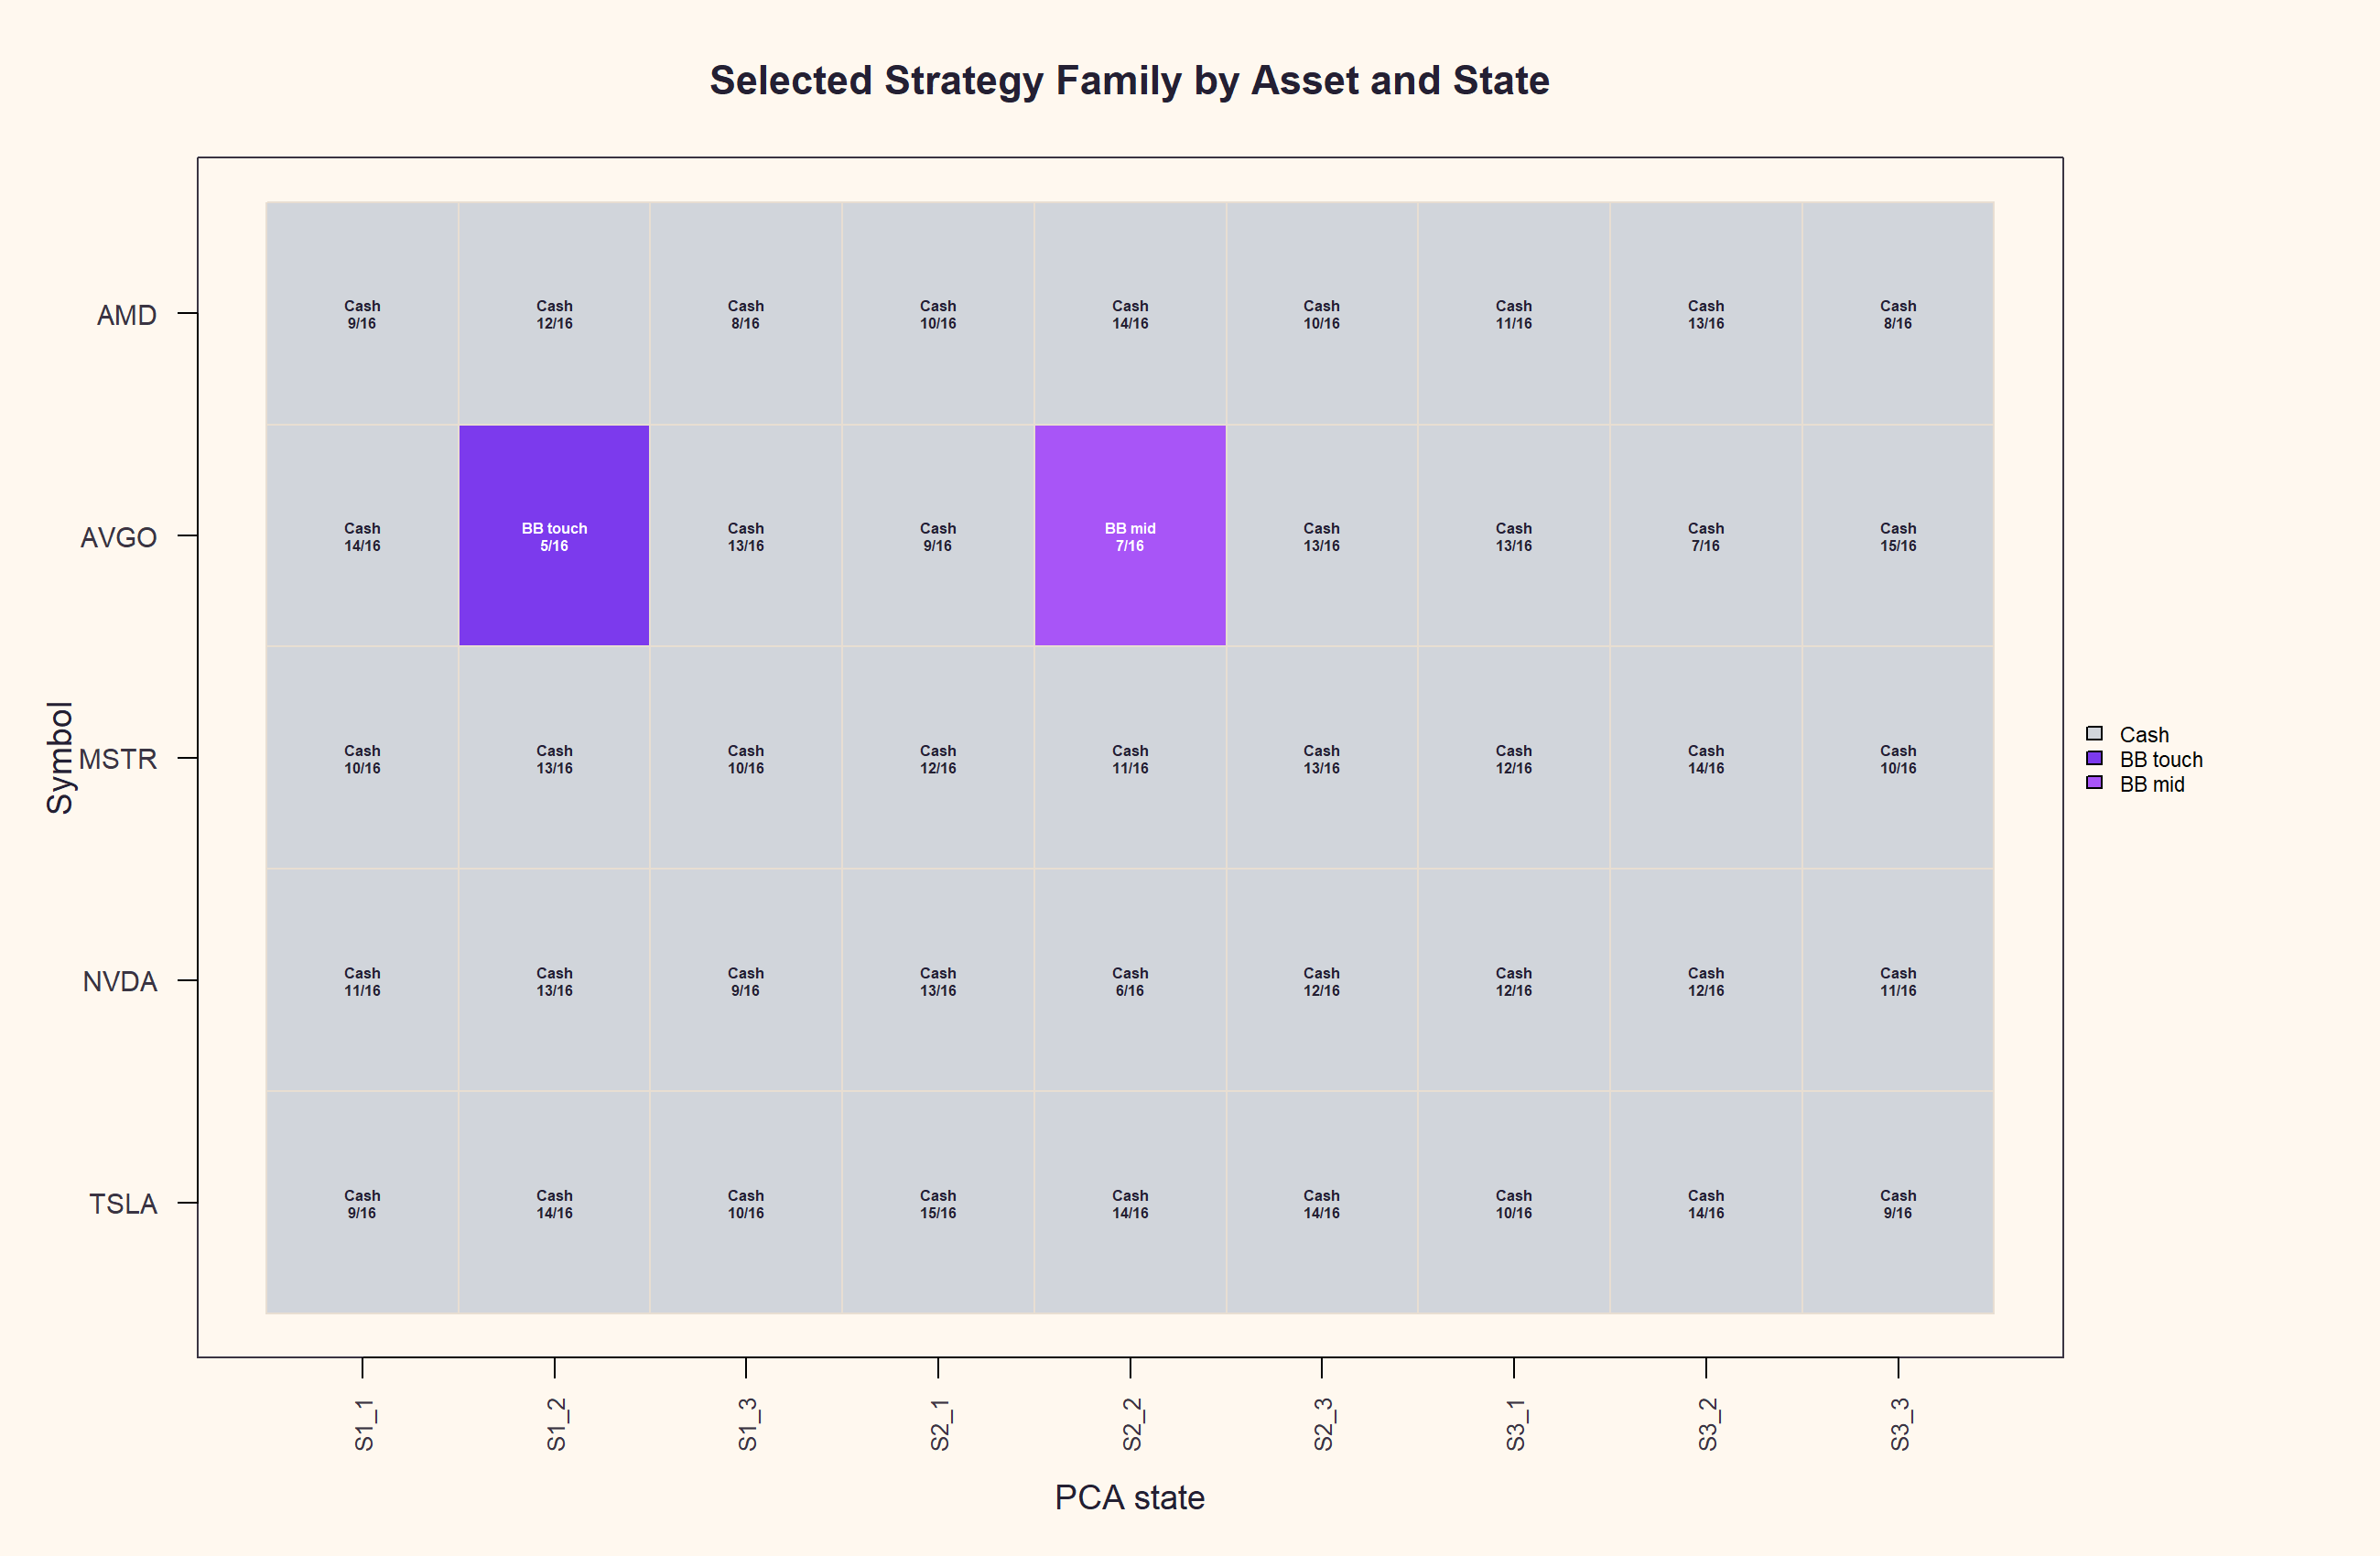 Selected Strategy Family by Asset and State
Symbol
AMD
Cash
9/16
Cash
12/16
Cash
8/16
Cash
10/16
Cash
14/16
Cash
10/16
Cash
11/16
Cash
13/16
Cash
8/16
AVGO
Cash
14/16
BB touch
5/16
Cash
13/16
Cash
9/16
BB mid
7/16
Cash
13/16
Cash
13/16
Cash
7/16
Cash
15/16
MSTR
Cash
10/16
Cash
13/16
Cash
10/16
Cash
12/16
Cash
11/16
Cash
13/16
Cash
12/16
Cash
14/16
Cash
10/16
NVDA
Cash
11/16
Cash
13/16
Cash
9/16
Cash
13/16
Cash
6/16
Cash
12/16
Cash
12/16
Cash
12/16
Cash
11/16
TSLA
Cash
9/16
Cash
14/16
Cash
10/16
Cash
15/16
Cash
14/16
Cash
14/16
Cash
10/16
Cash
14/16
Cash
9/16
S1_1
S1_2
S1_3
S2_1
S2_2
S2_3
S3_1
S3_2
S3_3
PCA state
Cash
BB touch
BB mid